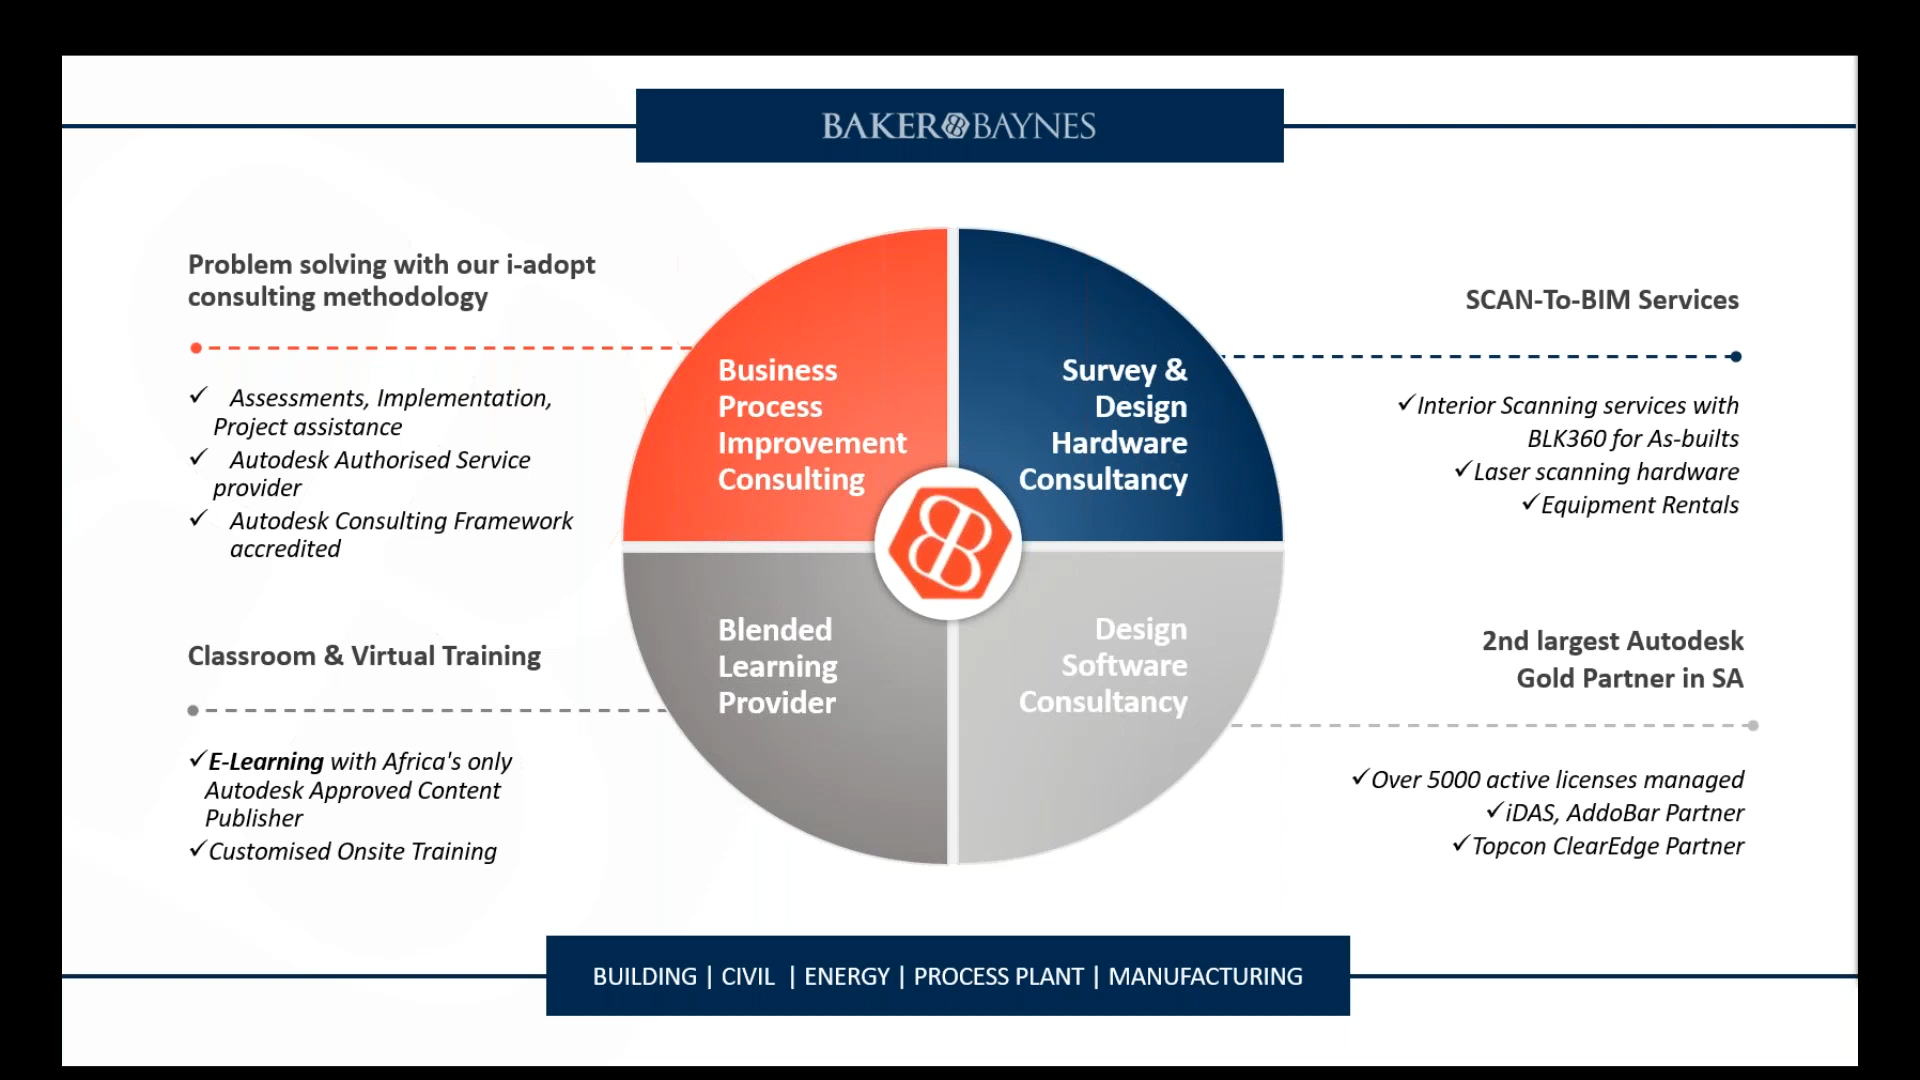 BAKER BAYNES
Problem solving with our i-adopt
consulting methodology
✓ Assessments, Implementation,
Project assistance
✓ Autodesk Authorised Service
provider
✓ Autodesk Consulting Framework
accredited
Business
Process
Improvement
Consulting
Survey &
Design
Hardware
Consultancy
SCAN-To-BIM Services
✓Interior Scanning services with
BLK360 for As-builts
✓Laser scanning hardware
✓Equipment Rentals
Classroom & Virtual Training
✓E-Learning with Africa's only
Autodesk Approved Content
Publisher
✓Customised Onsite Training
Blended
Learning
Provider
Design
Software
Consultancy
2nd largest Autodesk
Gold Partner in SA
✓Over 5000 active licenses managed
✓iDAS, AddoBar Partner
✓Topcon ClearEdge Partner
BUILDING | CIVIL | ENERGY | PROCESS PLANT | MANUFACTURING